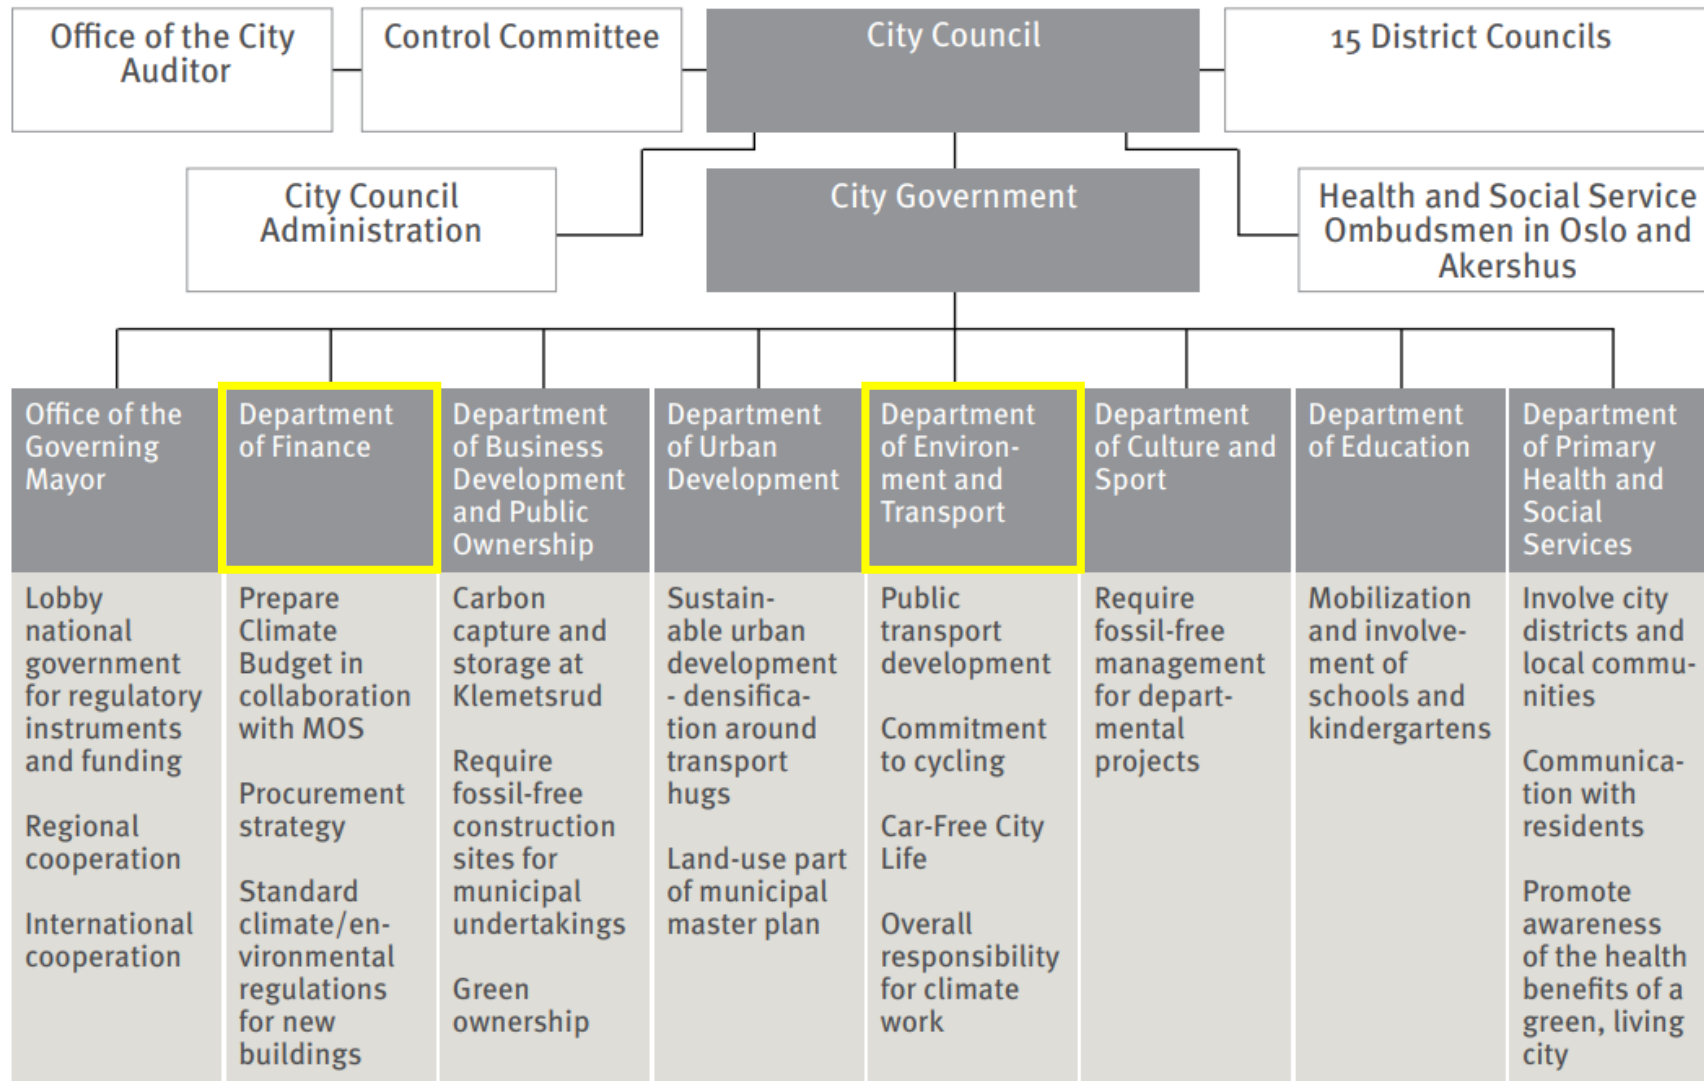 Office of the City
Auditor
Control Committee
City Council
15 District Councils
City Council
Administration
City Government
Health and Social Service
Ombudsmen in Oslo and
Akershus
Office of the
Governing
Mayor
Lobby
national
government
for regulatory
instruments
and funding
Regional
cooperation
International
cooperation
Department
of Finance
Prepare
Climate
Budget in
collaboration
with MOS
Procurement
strategy
Standard
climate/en-
vironmental
regulations
for new
buildings
Department
of Business
Development
and Public
Ownership
Carbon
capture and
storage at
Klemetsrud
Require
fossil-free
construction
sites for
municipal
undertakings
Green
ownership
Department
of Urban
Development
Sustain-
able urban
development
- densifica-
tion around
transport
hugs
Land-use part
of municipal
master plan
Department
of Environ-
ment and
Transport
Public
transport
development
Commitment
to cycling
Car-Free City
Life
Overall
responsibility
for climate
work
Department
of Culture and
Sport
Require
fossil-free
management
for depart-
mental
projects
Department
of Education
Mobilization
and involve-
ment of
schools and
kindergartens
Department
of Primary
Health and
Social
Services
Involve city
districts and
local commu-
nities
Communica-
tion with
residents
Promote
awareness
of the health
benefits of a
green, living
city